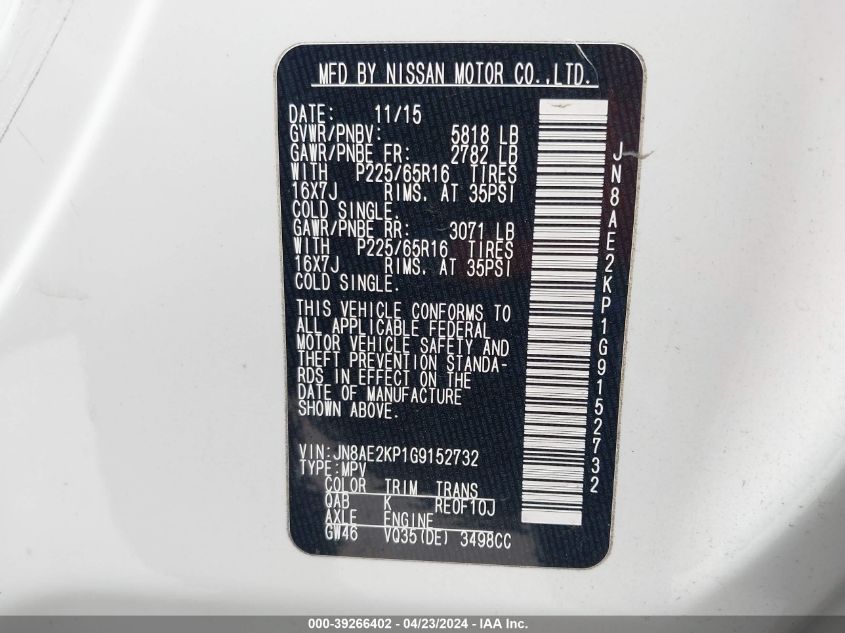 MFD BY NISSAN MOTOR CO.,LTD.
DATE: 11/15
GVWR/PNBV: 5818 LB
GAWR/PNBE FR: 2782 LB
WITH P225/65R16 TIRES
16X7J RIMS. AT 35PSI
COLD SINGLE.
GAWR/PNBE RR: 3071 LB
WITH P225/65R16 TIRES
16X7J RIMS. AT 35PSI
COLD SINGLE.
THIS VEHICLE CONFORMS TO
ALL APPLICABLE FEDERAL
MOTOR VEHICLE SAFETY AND
THEFT PREVENTION STANDA-
RDS IN EFFECT ON THE
DATE OF MANUFACTURE
SHOWN ABOVE.
VIN:JN8AE2KP1G9152732
TYPE:MPV
COLOR TRIM TRANS
QAB K RE0F10J
AXLE ENGINE
GW46 VQ35(DE) 3498CC
JN8AE2KP1G9152732
000-39266402 - 04/23/2024 - IAA Inc.